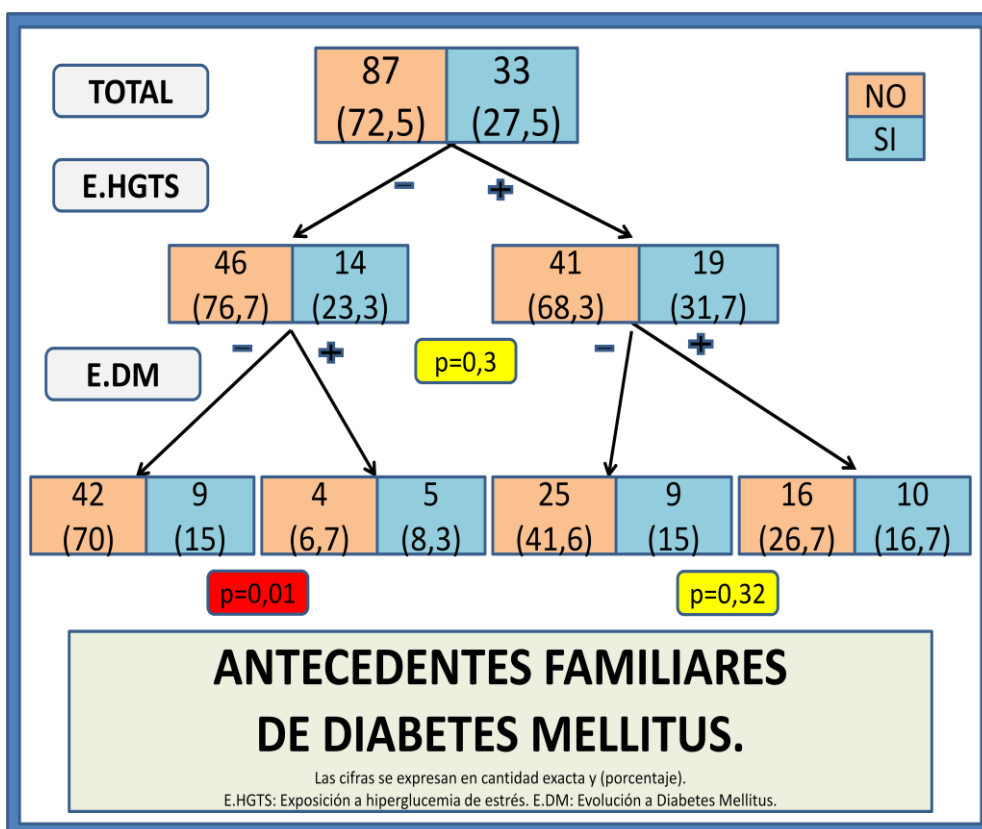 TOTAL
87
33
(72,5)
(27,5)
NO
SI
E.HGTS
–
+
46
14
41
19
(76,7)
(23,3)
(68,3)
(31,7)
–
+
–
+
E.DM
p=0,3
42
9
4
5
25
9
16
10
(70)
(15)
(6,7)
(8,3)
(41,6)
(15)
(26,7)
(16,7)
p=0,01
p=0,32
ANTECEDENTES FAMILIARES
DE DIABETES MELLITUS.
Las cifras se expresan en cantidad exacta y (porcentaje).
E.HGTS: Exposición a hiperglucemia de estrés. E.DM: Evolución a Diabetes Mellitus.